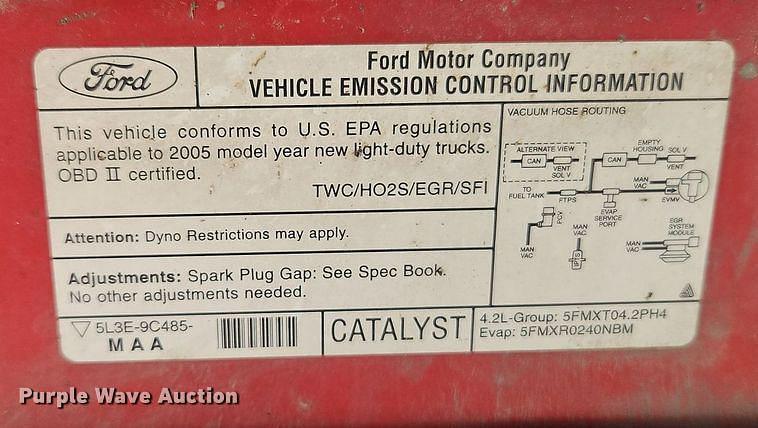 Ford
Ford Motor Company
VEHICLE EMISSION CONTROL INFORMATION
This vehicle conforms to U.S. EPA regulations
applicable to 2005 model year new light-duty trucks.
OBD II certified.
TWC/HO2S/EGR/SFI
Attention: Dyno Restrictions may apply.
Adjustments: Spark Plug Gap: See Spec Book.
No other adjustments needed.
VACUUM HOSE ROUTING
ALTERNATE VIEW
CAN
VENT
SOL V
EMPTY
HOUSING
SOL V
CAN
VENT
TO
FUEL TANK
FTPS
MAN
VAC
EVMV
EVAP
SERVICE
PORT
PCV
MAN
VAC
MAN
VAC
FPS
EGR
SYSTEM
MODULE
MAN
VAC
5L3E-9C485-
MAA
CATALYST
4.2L-Group: 5FMXT04.2PH4
Evap: 5FMXR0240NBM
Purple Wave Auction